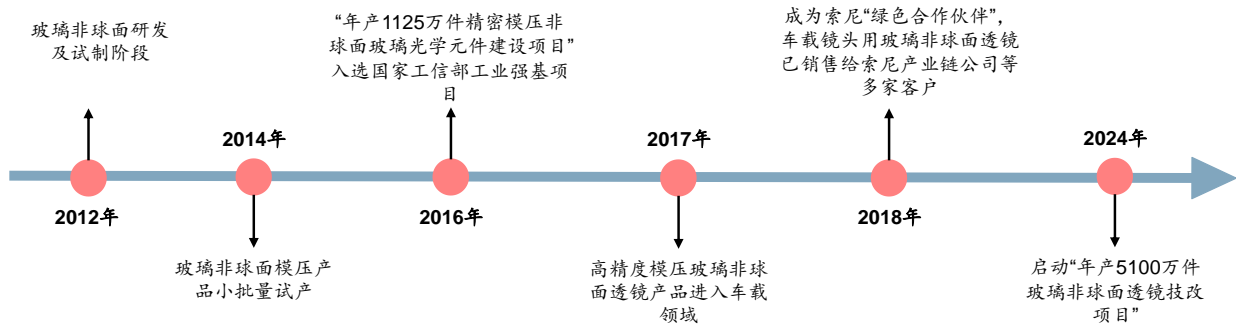 玻璃非球面研发
及试制阶段
2012年
2014年
玻璃非球面模压产
品小批量试产
“年产1125万件精密模压非
球面玻璃光学元件建设项目”
入选国家工信部工业强基项
目
2016年
2017年
高精度模压玻璃非球
面透镜产品进入车载
领域
成为索尼“绿色合作伙伴”，
车载镜头用玻璃非球面透镜
已销售给索尼产业链公司等
多家客户
2018年
2024年
启动“年产5100万件
玻璃非球面透镜技改
项目”